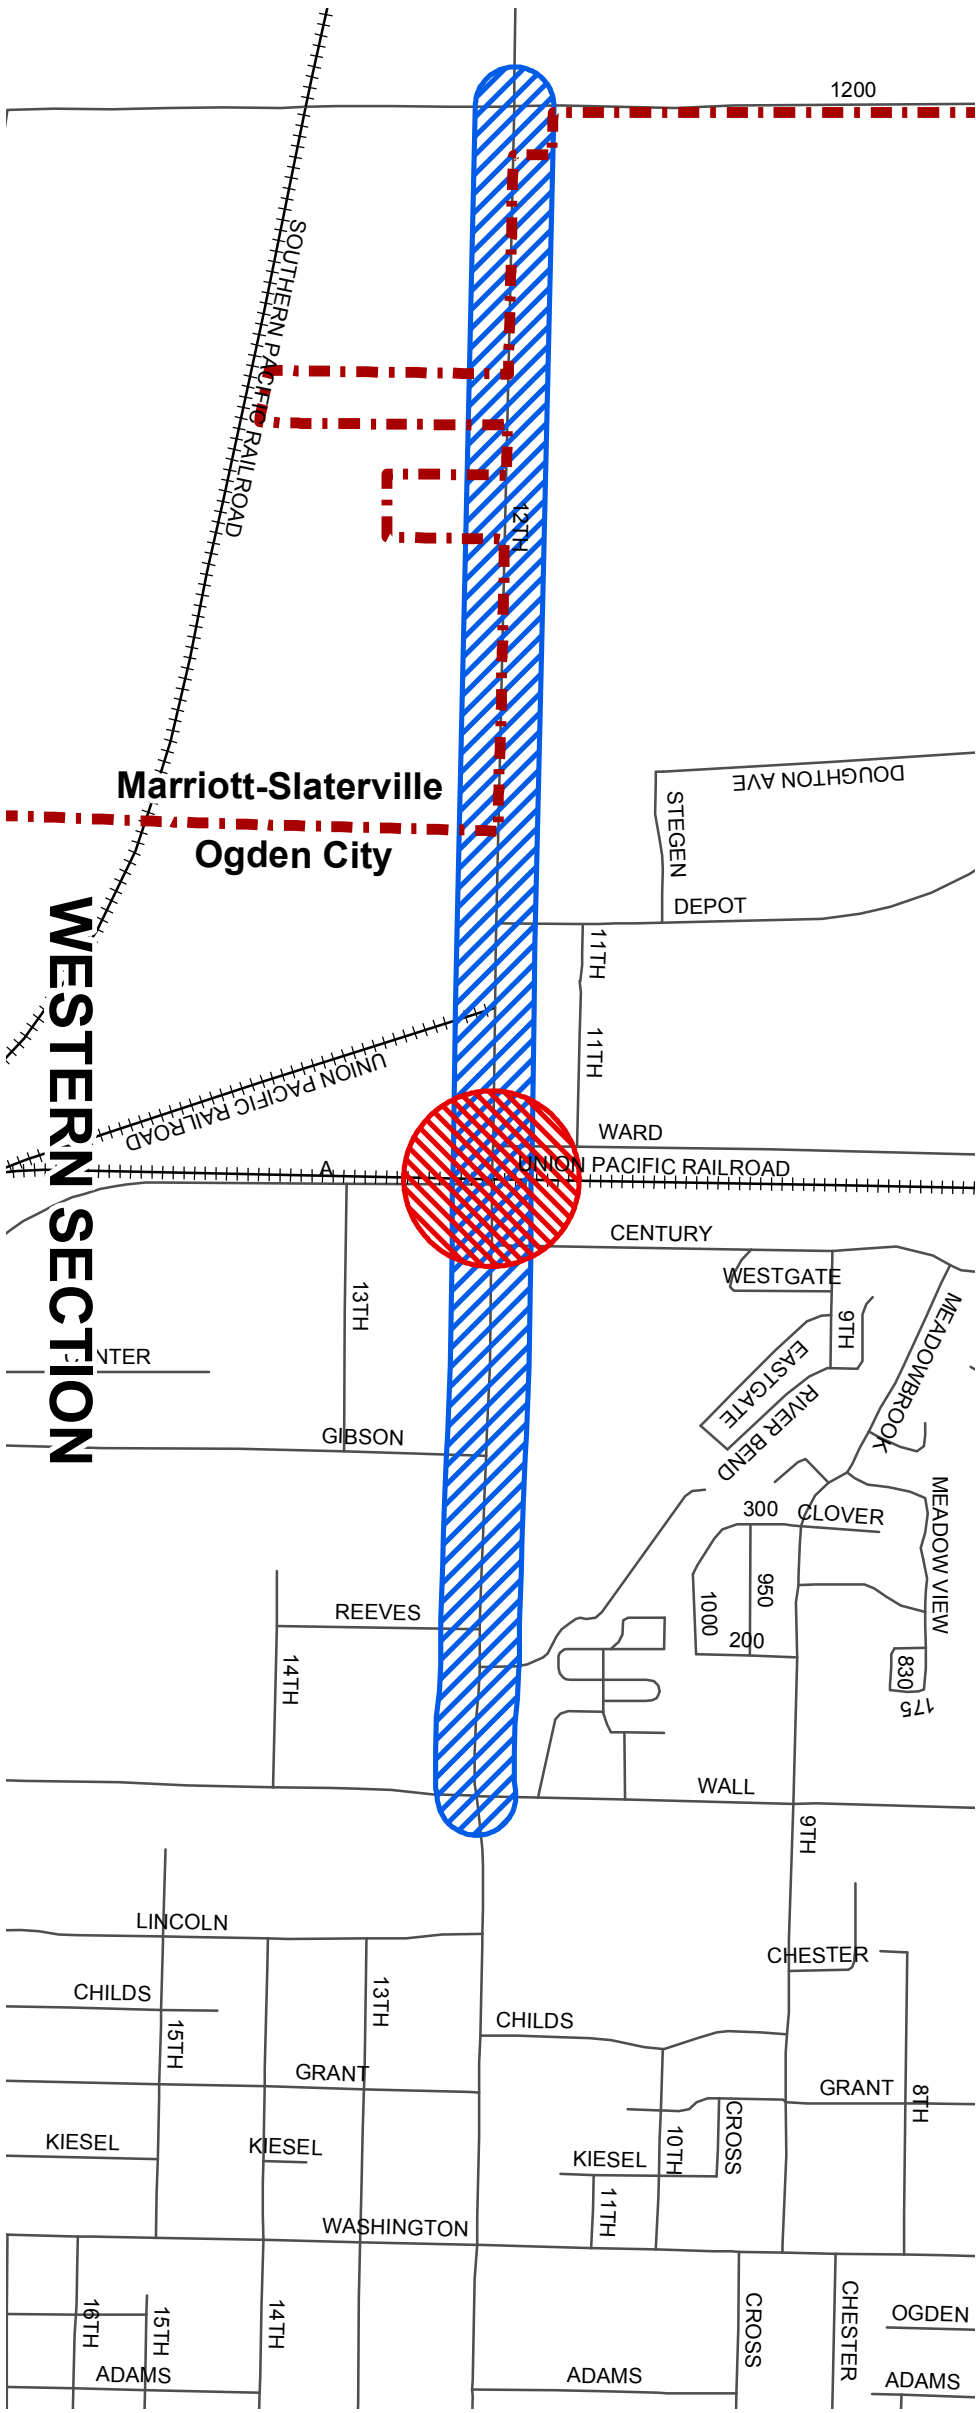 1200
SOUTHERN PACIFIC RAILROAD
12TH
DOUGHTON AVE
STEGEN
Marriott-Slaterville
Ogden City
DEPOT
11TH
WESTERN SECTION
11TH
UNION PACIFIC RAILROAD
WARD
A
UNION PACIFIC RAILROAD
CENTURY
WESTGATE
13TH
9TH
MEADOWBROOK
NTER
EASTGATE
RIVER BEND
GIBSON
MEADOW VIEW
300
CLOVER
950
1000
REEVES
200
14TH
830
175
WALL
9TH
LINCOLN
CHESTER
CHILDS
13TH
CHILDS
15TH
GRANT
GRANT
8TH
CROSS
KIESEL
KIESEL
10TH
KIESEL
11TH
WASHINGTON
16TH
15TH
14TH
CROSS
CHESTER
OGDEN
ADAMS
ADAMS
ADAMS